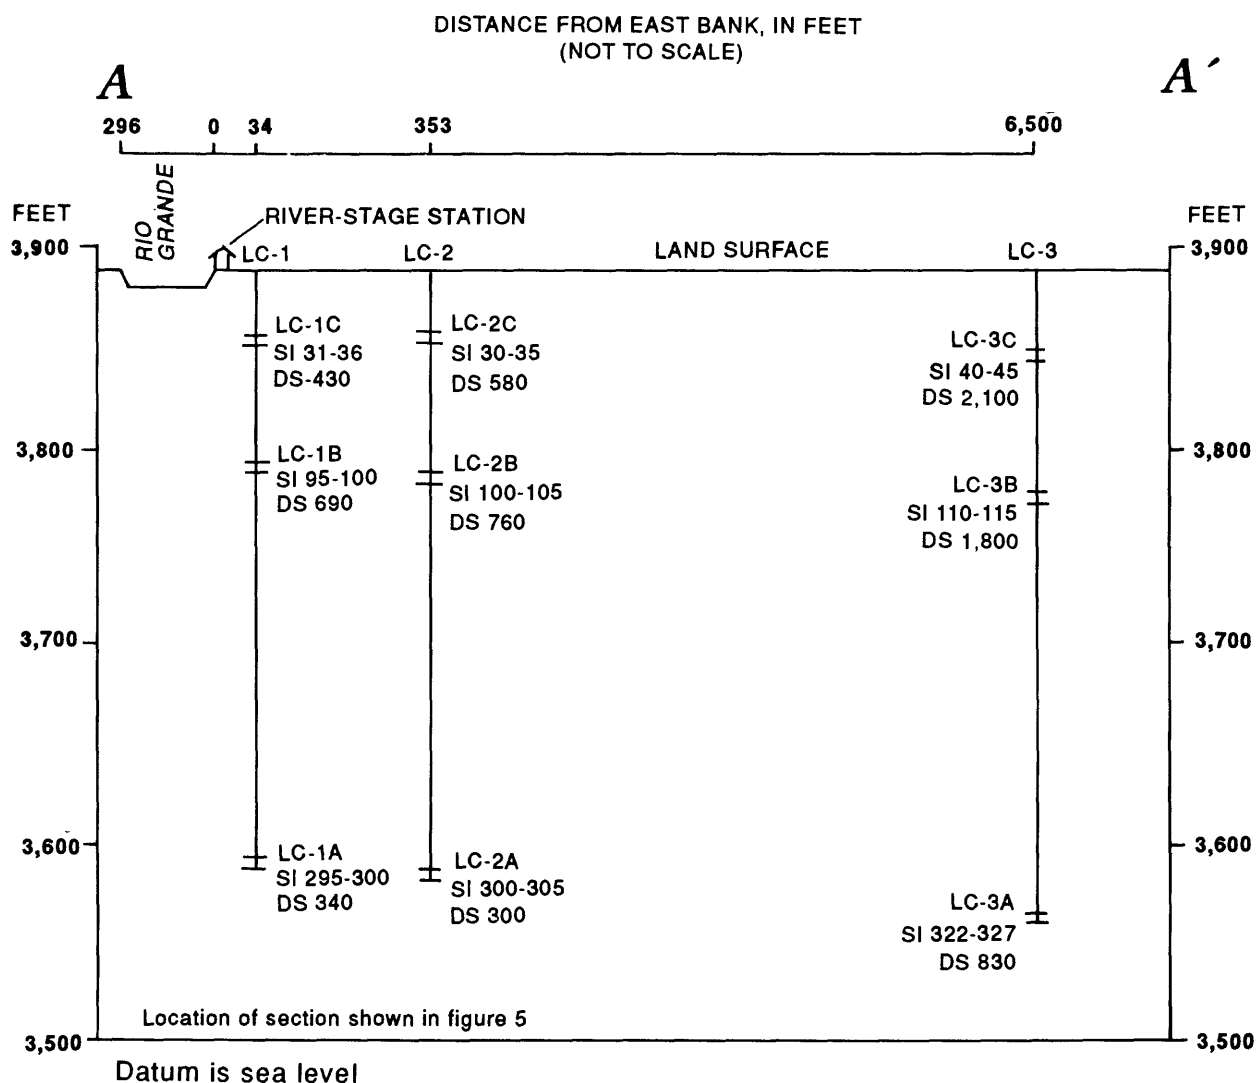 DISTANCE FROM EAST BANK, IN FEET
(NOT TO SCALE)
A
A´
296 0 34 353 6,500
RIO
GRANDE
RIVER-STAGE STATION
FEET
FEET
3,900
LC-1
LC-2
LAND SURFACE
LC-3
3,900
LC-1C
SI 31-36
DS-430
LC-2C
SI 30-35
DS 580
LC-3C
SI 40-45
DS 2,100
3,800
3,800
LC-1B
SI 95-100
DS 690
LC-2B
SI 100-105
DS 760
LC-3B
SI 110-115
DS 1,800
3,700
3,700
3,600
3,600
LC-1A
SI 295-300
DS 340
LC-2A
SI 300-305
DS 300
LC-3A
SI 322-327
DS 830
Location of section shown in figure 5
3,500
3,500
Datum is sea level